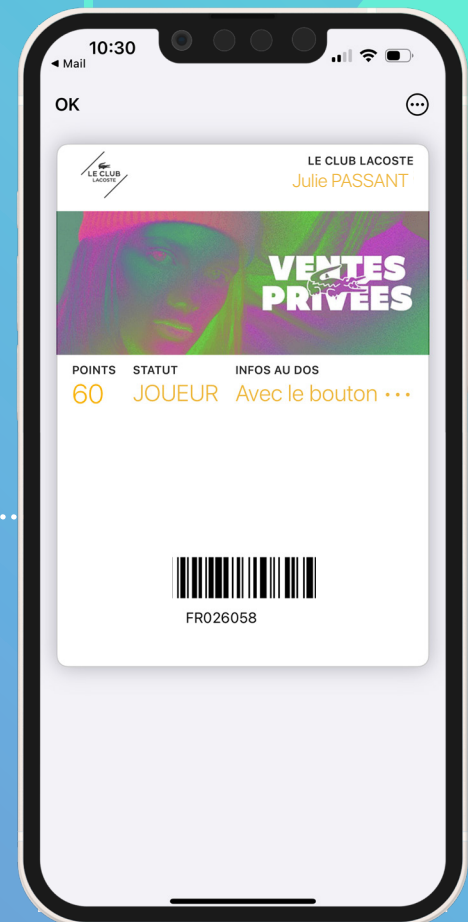 10:30
◀ Mail
OK
LE CLUB
LACOSTE
LE CLUB LACOSTE
Julie PASSANT
VENTES
PRIVÉES
POINTS STATUT INFOS AU DOS
60 JOUEUR Avec le bouton •••
FR026058